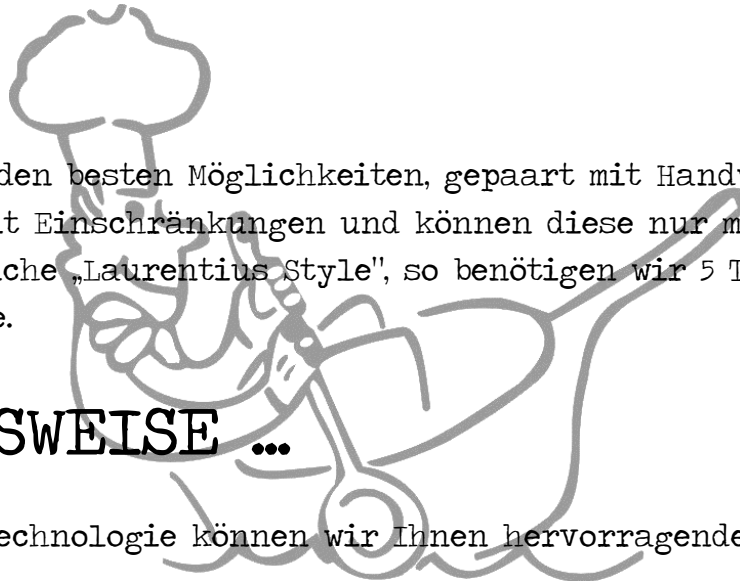 den besten Möglichkeiten, gepaart mit Hand
t Einschränkungen und können diese nur m
che „Laurentius Style", so benötigen wir 5 T
e.
SWEISE ...
echnologie können wir Ihnen hervorragende